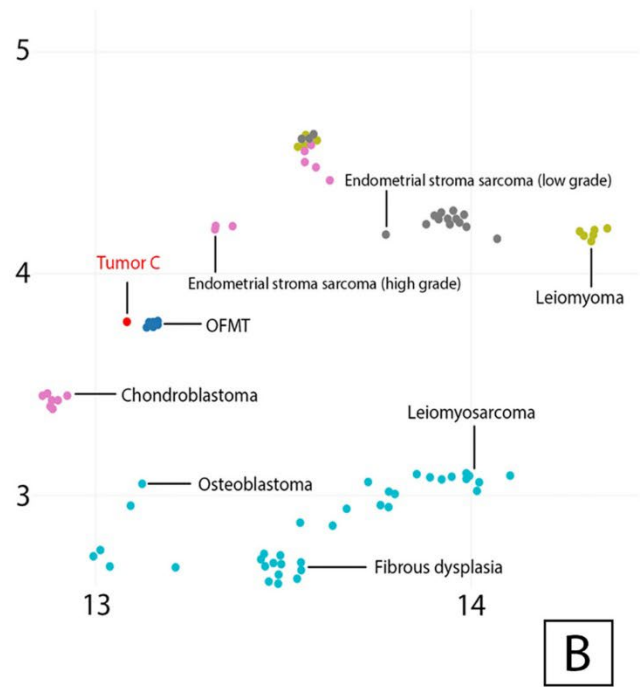 5
Endometrial stroma sarcoma (low grade)
4
Tumor C
Endometrial stroma sarcoma (high grade)
Leiomyoma
OFMT
Chondroblastoma
Leiomyosarcoma
Osteoblastoma
3
Fibrous dysplasia
13
14
B